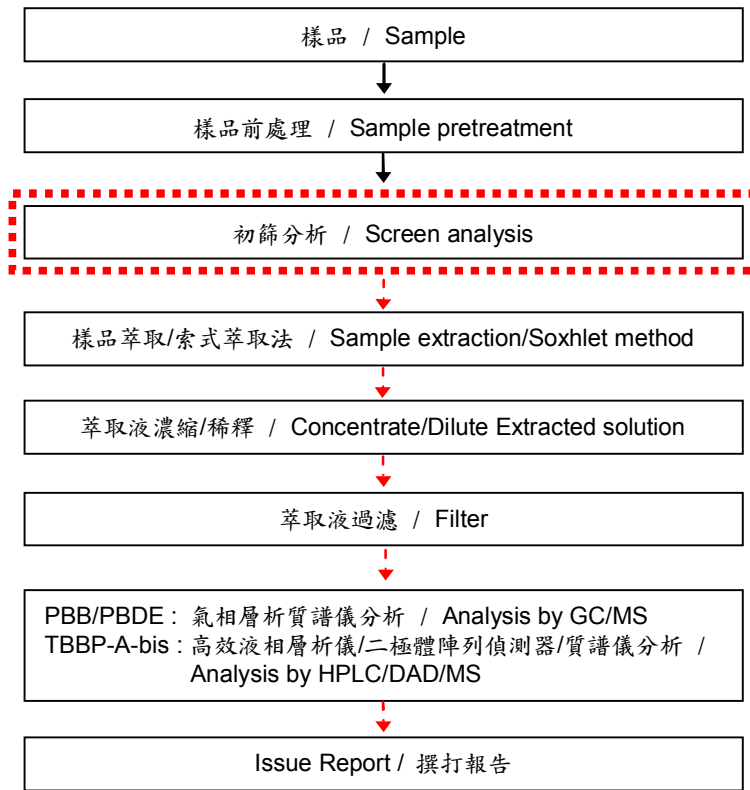 樣品 / Sample
樣品前處理 / Sample pretreatment
初篩分析 / Screen analysis
樣品萃取/索式萃取法 / Sample extraction/Soxhlet method
萃取液濃縮/稀釋 / Concentrate/Dilute Extracted solution
萃取液過濾 / Filter
PBB/PBDE : 氣相層析質譜儀分析 / Analysis by GC/MS
TBBP-A-bis : 高效液相層析儀/二極體陣列偵測器/質譜儀分析 /
Analysis by HPLC/DAD/MS
Issue Report / 撰打報告